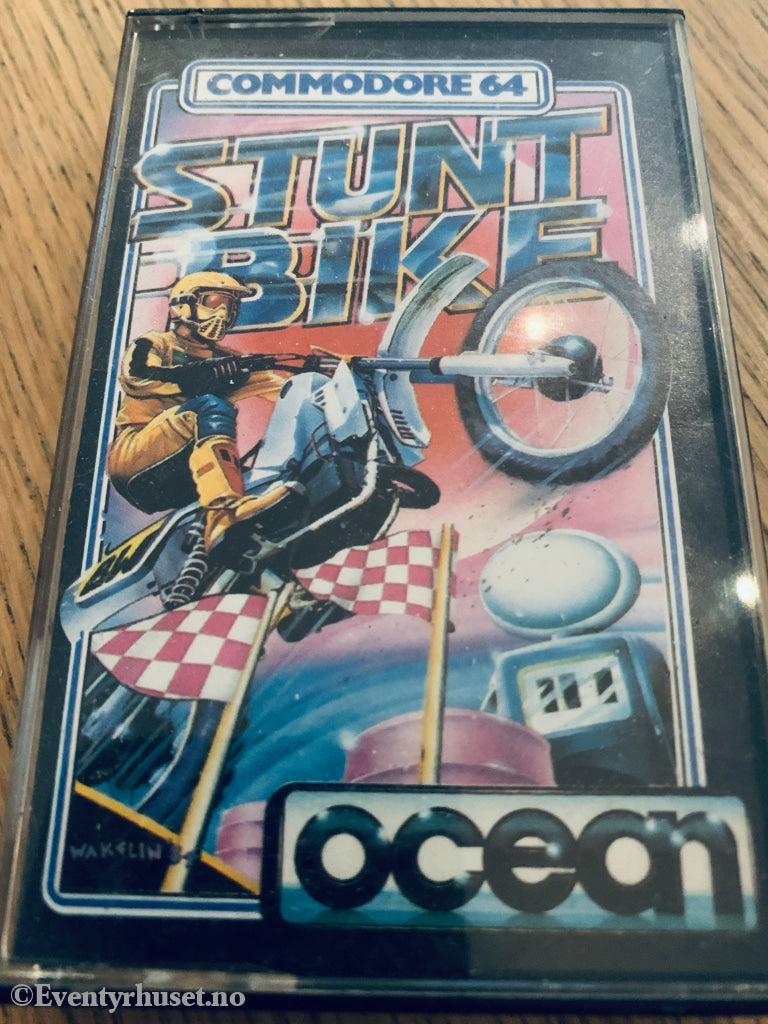 COMMODORE 64
STUNT
BIKE
WAKELIN
ocean
©Eventyrhuset.no